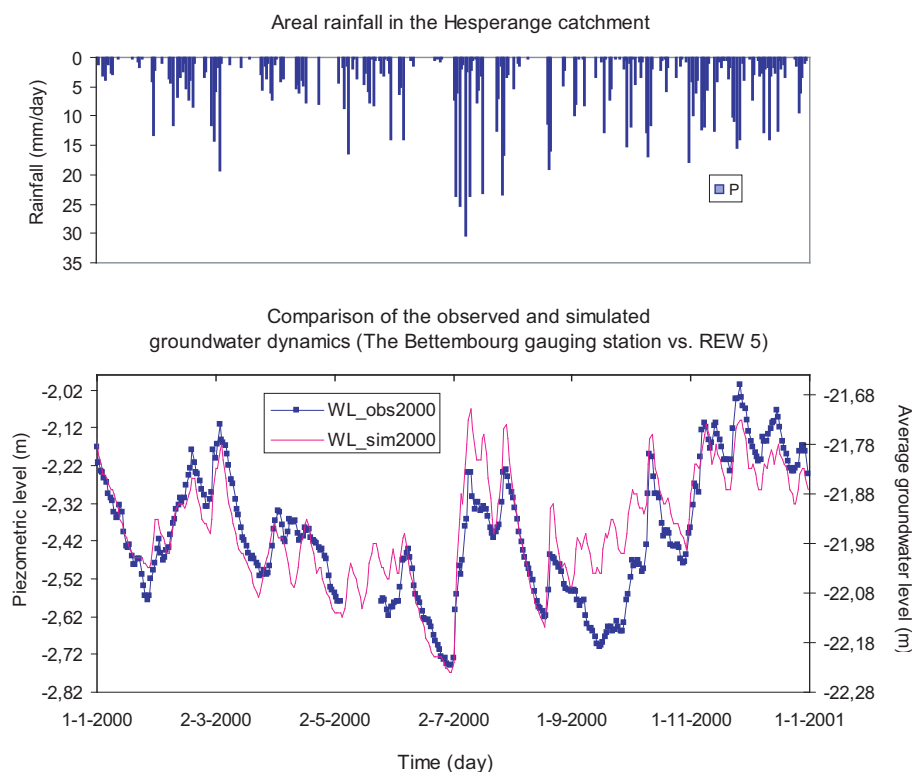 Areal rainfall in the Hesperange catchment
0
5
10
15
20
25
30
35
Rainfall (mm/day)
P
Comparison of the observed and simulated
groundwater dynamics (The Bettembourg gauging station vs. REW 5)
-2,02
-2,12
-2,22
-2,32
-2,42
-2,52
-2,62
-2,72
-2,82
Piezometric level (m)
WL_obs2000
WL_sim2000
-21,68
-21,78
-21,88
-21,98
-22,08
-22,18
-22,28
Average groundwater
level (m)
1-1-2000
2-3-2000
2-5-2000
2-7-2000
1-9-2000
1-11-2000
1-1-2001
Time (day)